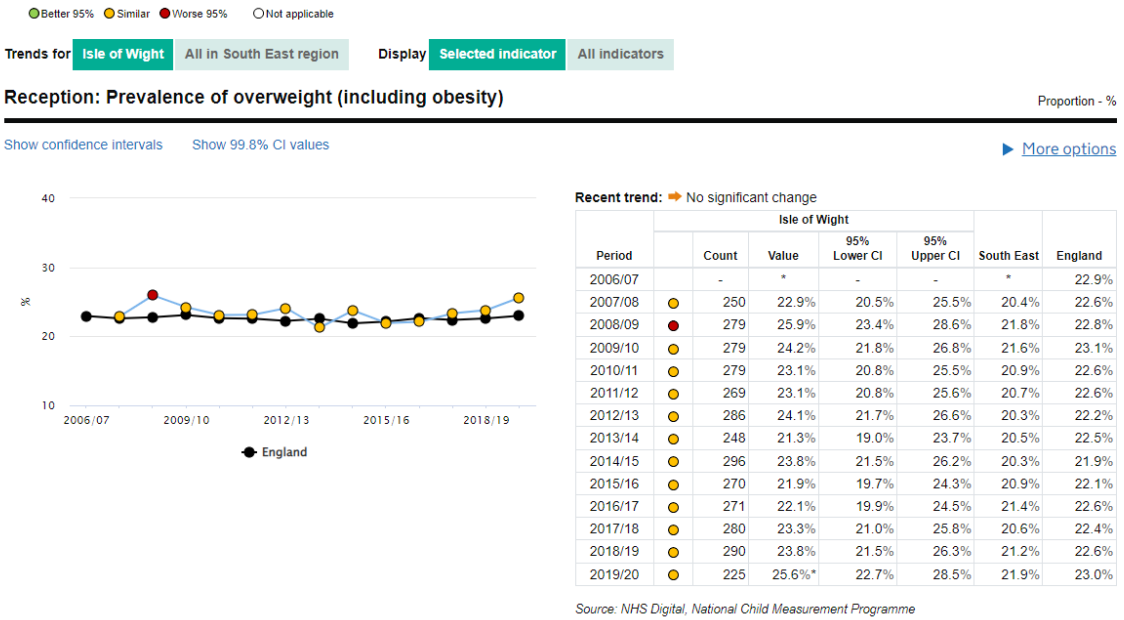 Better 95% Similar Worse 95% Not applicable
Trends for Isle of Wight All in South East region Display Selected indicator All indicators
Reception: Prevalence of overweight (including obesity)
Proportion - %
Show confidence intervals Show 99.8% CI values
More options
40
30
%
20
10
2006/07 2009/10 2012/13 2015/16 2018/19
England
Recent trend: No significant change
Isle of Wight
Period Count Value 95% Lower CI 95% Upper CI South East England
2006/07 - * - - * 22.9%
2007/08 250 22.9% 20.5% 25.5% 20.4% 22.6%
2008/09 279 25.9% 23.4% 28.6% 21.8% 22.8%
2009/10 279 24.2% 21.8% 26.8% 21.6% 23.1%
2010/11 279 23.1% 20.8% 25.5% 20.9% 22.6%
2011/12 269 23.1% 20.8% 25.6% 20.7% 22.6%
2012/13 286 24.1% 21.7% 26.6% 20.3% 22.2%
2013/14 248 21.3% 19.0% 23.7% 20.5% 22.5%
2014/15 296 23.8% 21.5% 26.2% 20.3% 21.9%
2015/16 270 21.9% 19.7% 24.3% 20.9% 22.1%
2016/17 271 22.1% 19.9% 24.5% 21.4% 22.6%
2017/18 280 23.3% 21.0% 25.8% 20.6% 22.4%
2018/19 290 23.8% 21.5% 26.3% 21.2% 22.6%
2019/20 225 25.6%* 22.7% 28.5% 21.9% 23.0%
Source: NHS Digital, National Child Measurement Programme